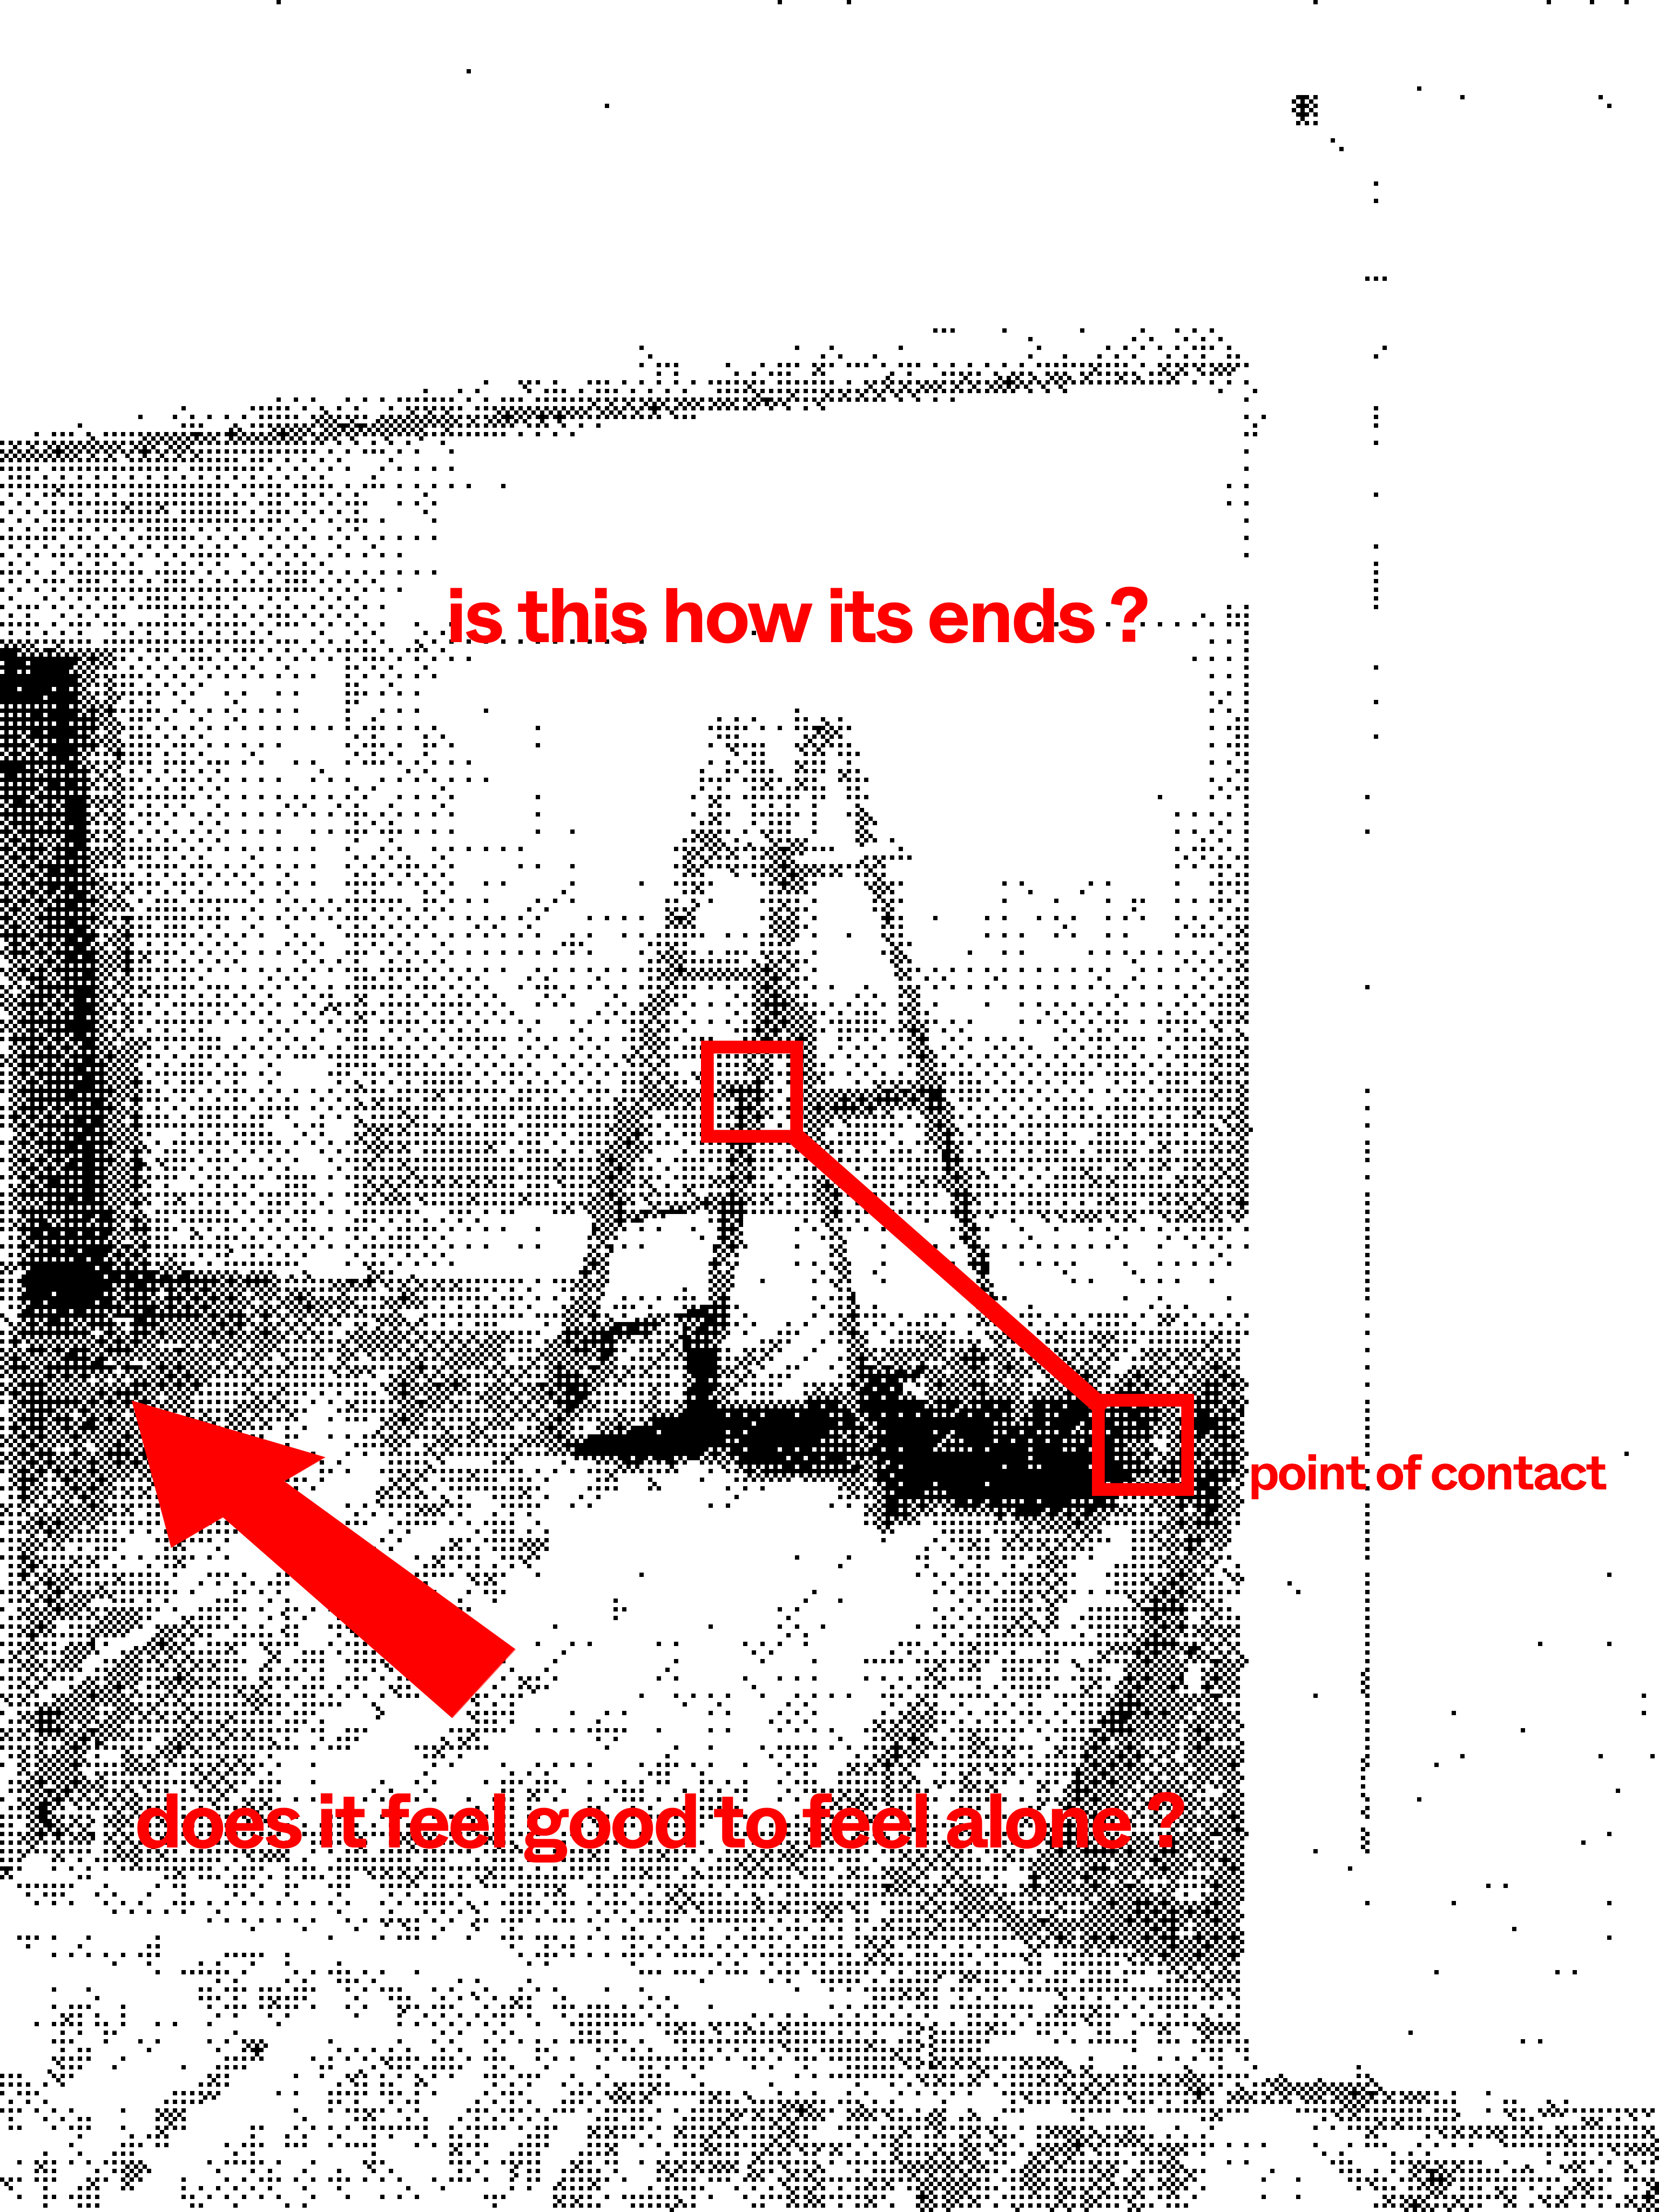 is this how its ends ?
point of contact
does it feel good to feel alone ?